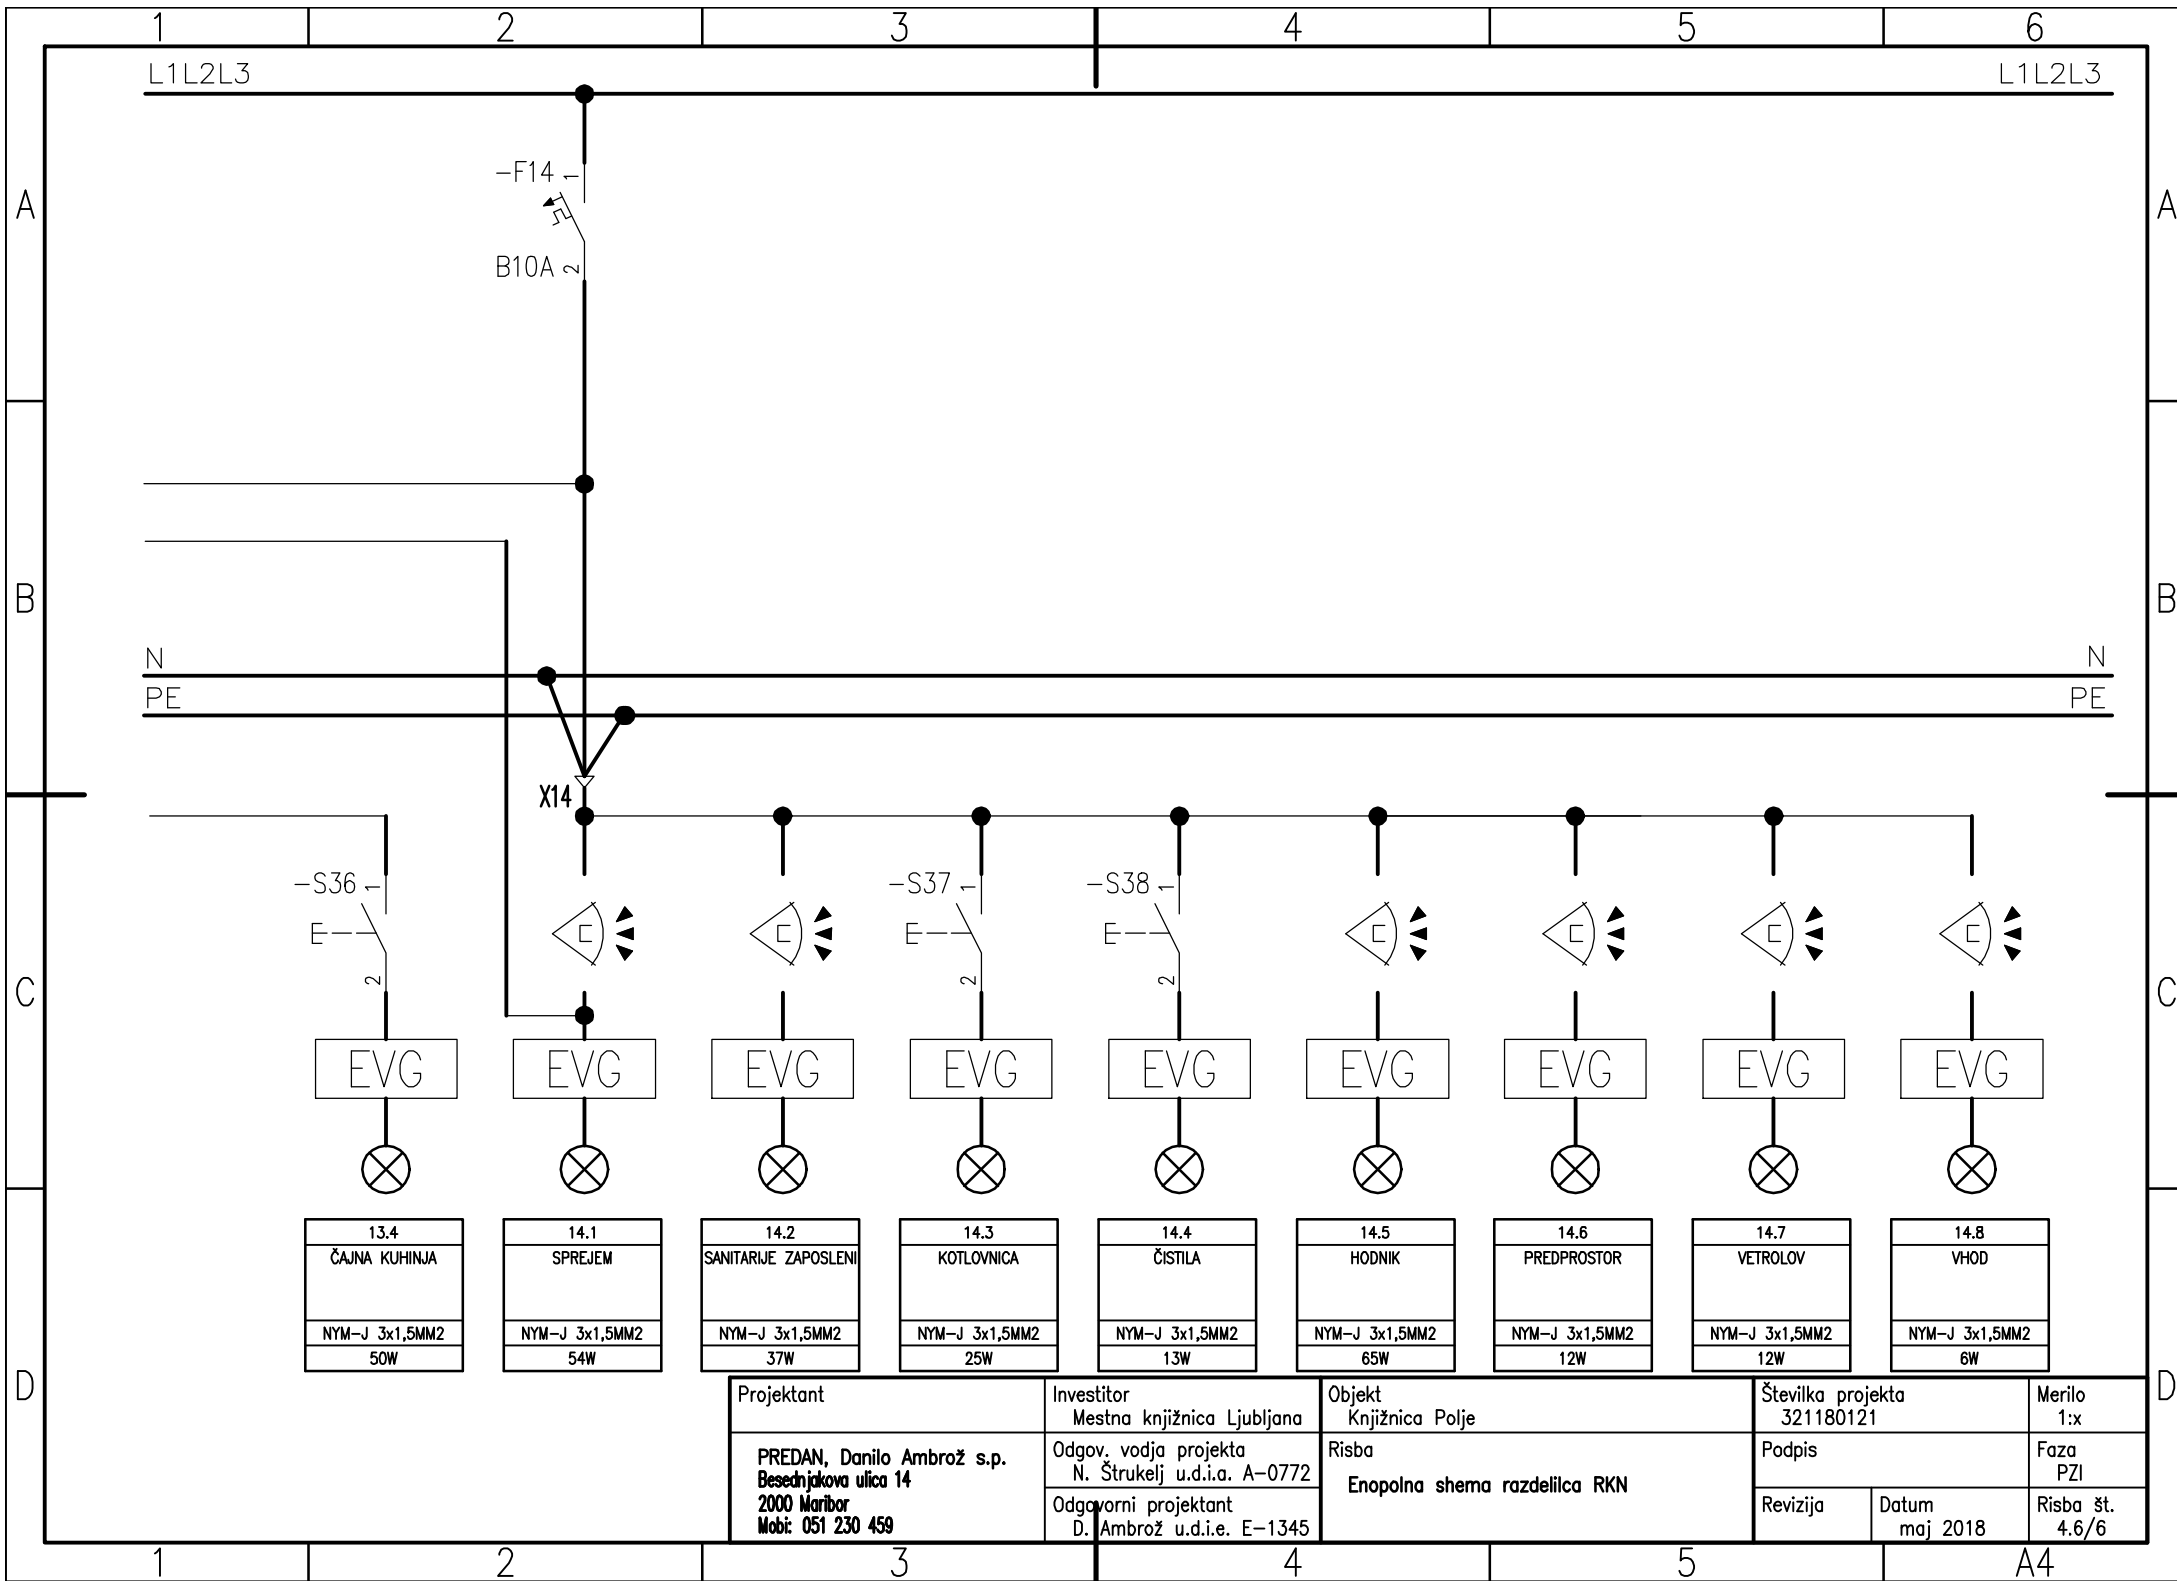 1 2 3 4 5 6
L1L2L3 L1L2L3
-F14 1
A A
B10A 2
B B
N N
PE PE
X14
-S36 1 -S37 1 -S38 1
2 2 2
C C
EVG EVG EVG EVG EVG EVG EVG EVG EVG
13.4 14.1 14.2 14.3 14.4 14.5 14.6 14.7 14.8
ČAJNA KUHINJA SPREJEM SANITARIJE ZAPOSLENI KOTLOVNICA ČISTILA HODNIK PREDPROSTOR VETROLOV VHOD
NYM-J 3x1,5MM2 NYM-J 3x1,5MM2 NYM-J 3x1,5MM2 NYM-J 3x1,5MM2 NYM-J 3x1,5MM2 NYM-J 3x1,5MM2 NYM-J 3x1,5MM2 NYM-J 3x1,5MM2 NYM-J 3x1,5MM2
50W 54W 37W 25W 13W 65W 12W 12W 6W
D D
Projektant
PREDAN, Danilo Ambrož s.p.
Besednjakova ulica 14
2000 Maribor
Mobi: 051 230 459
Investitor
Mestna knjižnica Ljubljana
Odgov. vodja projekta
N. Štrukelj u.d.i.a. A-0772
Odgovorni projektant
D. Ambrož u.d.i.e. E-1345
Objekt
Knjižnica Polje
Risba
Enopolna shema razdelilca RKN
Številka projekta
321180121
Merilo
1:x
Podpis
Faza
PZI
Revizija
Datum
maj 2018
Risba št.
4.6/6
1 2 3 4 5 A4